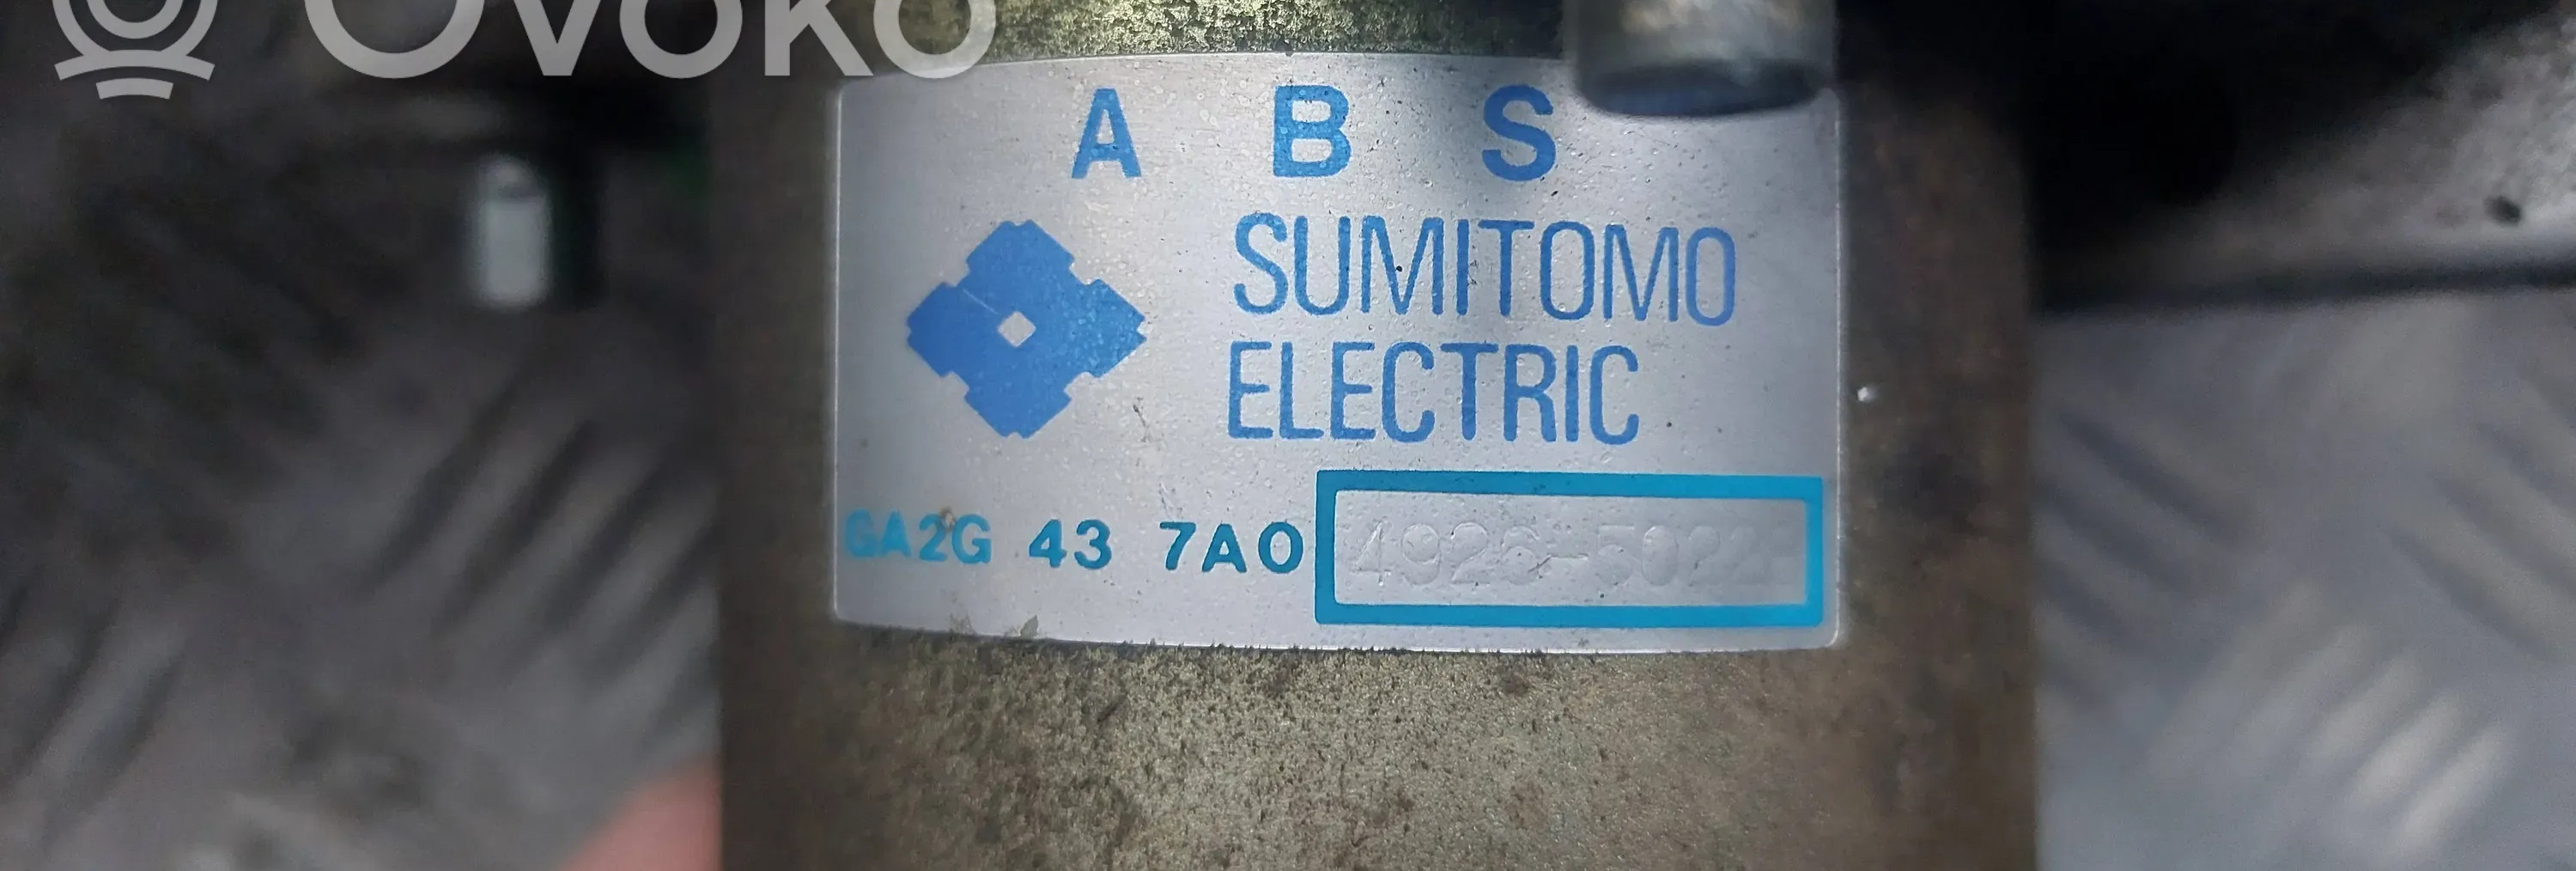 OVOKO
A B S
SUMITOMO
ELECTRIC
GA2G 43 7A0